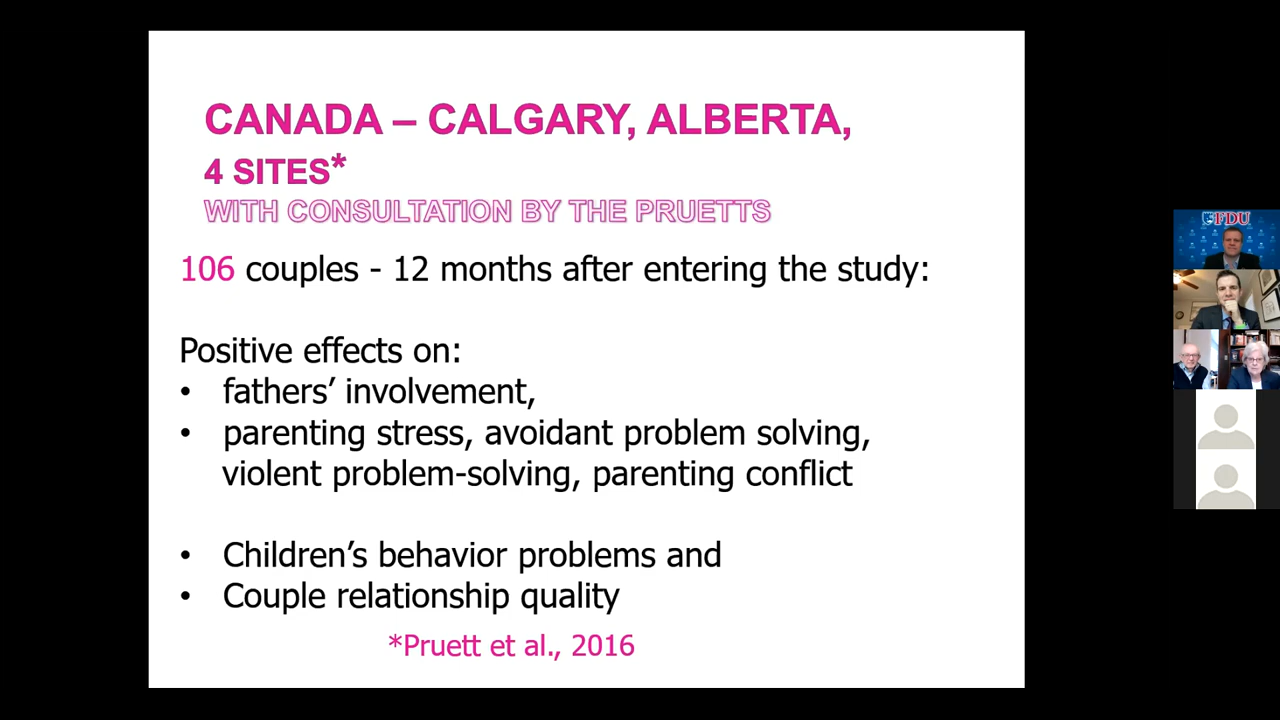 CANADA – CALGARY, ALBERTA,
4 SITES*
WITH CONSULTATION BY THE PRUETTS
106 couples - 12 months after entering the study:
Positive effects on:
• fathers’ involvement,
• parenting stress, avoidant problem solving,
violent problem-solving, parenting conflict
• Children’s behavior problems and
• Couple relationship quality
*Pruett et al., 2016
FDU